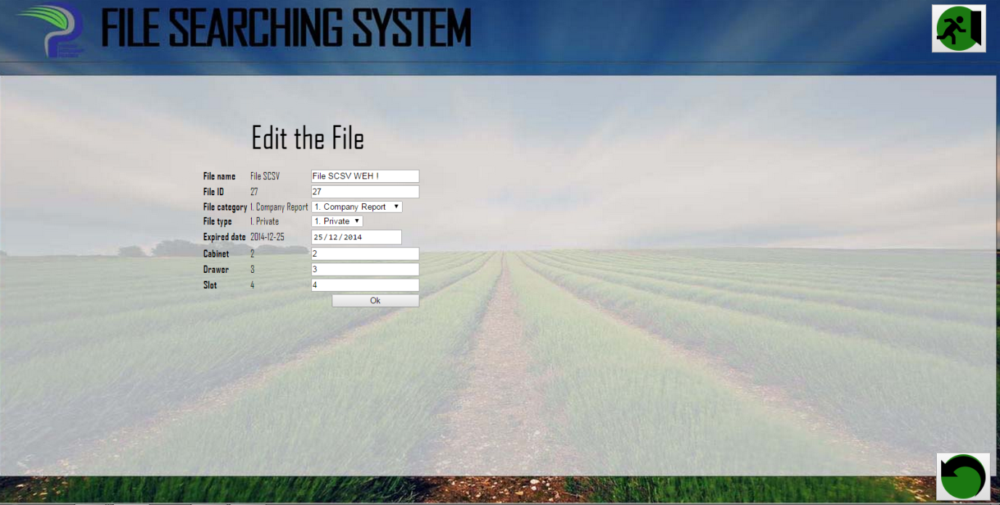 FILE SEARCHING SYSTEM
Edit the File
File name File SCSV File SCSV WEH !
File ID 27 27
File category 1. Company Report 1. Company Report
File type 1. Private 1. Private
Expired date 2014-12-25 25/12/2014
Cabinet 2 2
Drawer 3 3
Slot 4 4
Ok